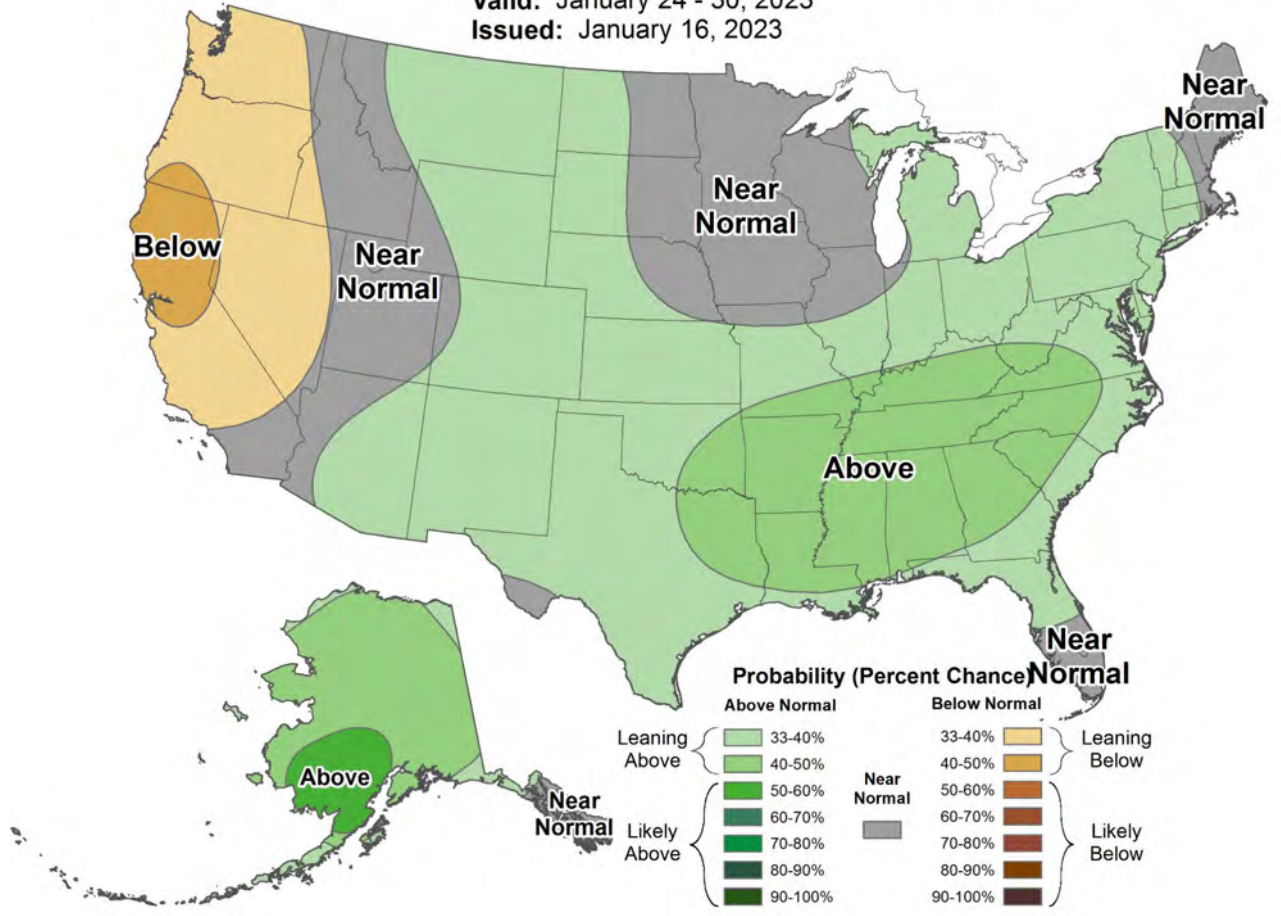 Valid: January 24 - 30, 2023
Issued: January 16, 2023
Near
Normal
Near
Normal
Below
Near
Normal
Above
Near
Normal
Above
Near
Normal
Probability (Percent Chance)
Above Normal
Below Normal
Leaning
Above
33-40%
40-50%
Likely
Above
50-60%
60-70%
70-80%
80-90%
90-100%
Near
Normal
33-40%
40-50%
Leaning
Below
50-60%
60-70%
70-80%
80-90%
90-100%
Likely
Below